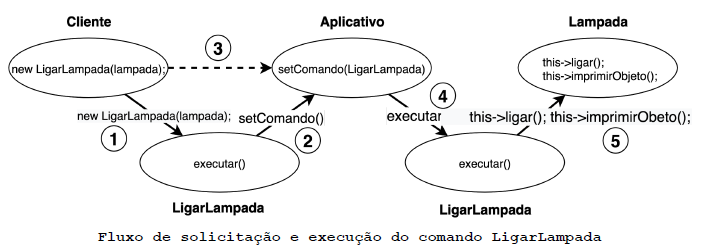 Cliente
Aplicativo
Lampada
3
new LigarLampada(lampada);
setComando(LigarLampada)
this->ligar();
this->imprimirObjeto();
4
new LigarLampada(lampada);
setComando()
executar
this->ligar(); this->imprimirObeto();
1
2
5
executar()
executar()
LigarLampada
LigarLampada
Fluxo de solicitação e execução do comando LigarLampada